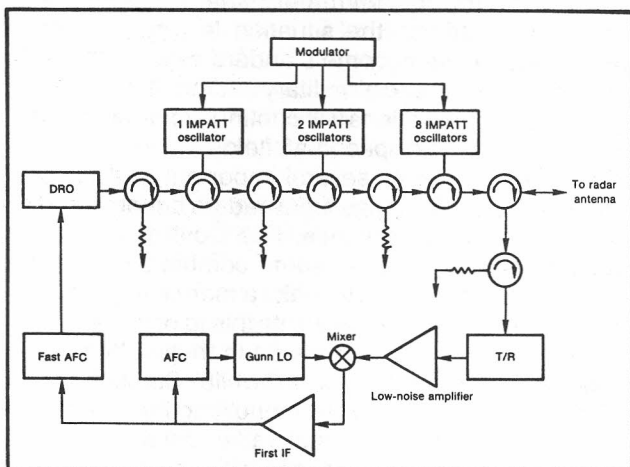 Modulator
1 IMPATT
oscillator
2 IMPATT
oscillators
8 IMPATT
oscillators
DRO
To radar
antenna
Fast AFC
AFC
Gunn LO
Mixer
Low-noise amplifier
T/R
First IF